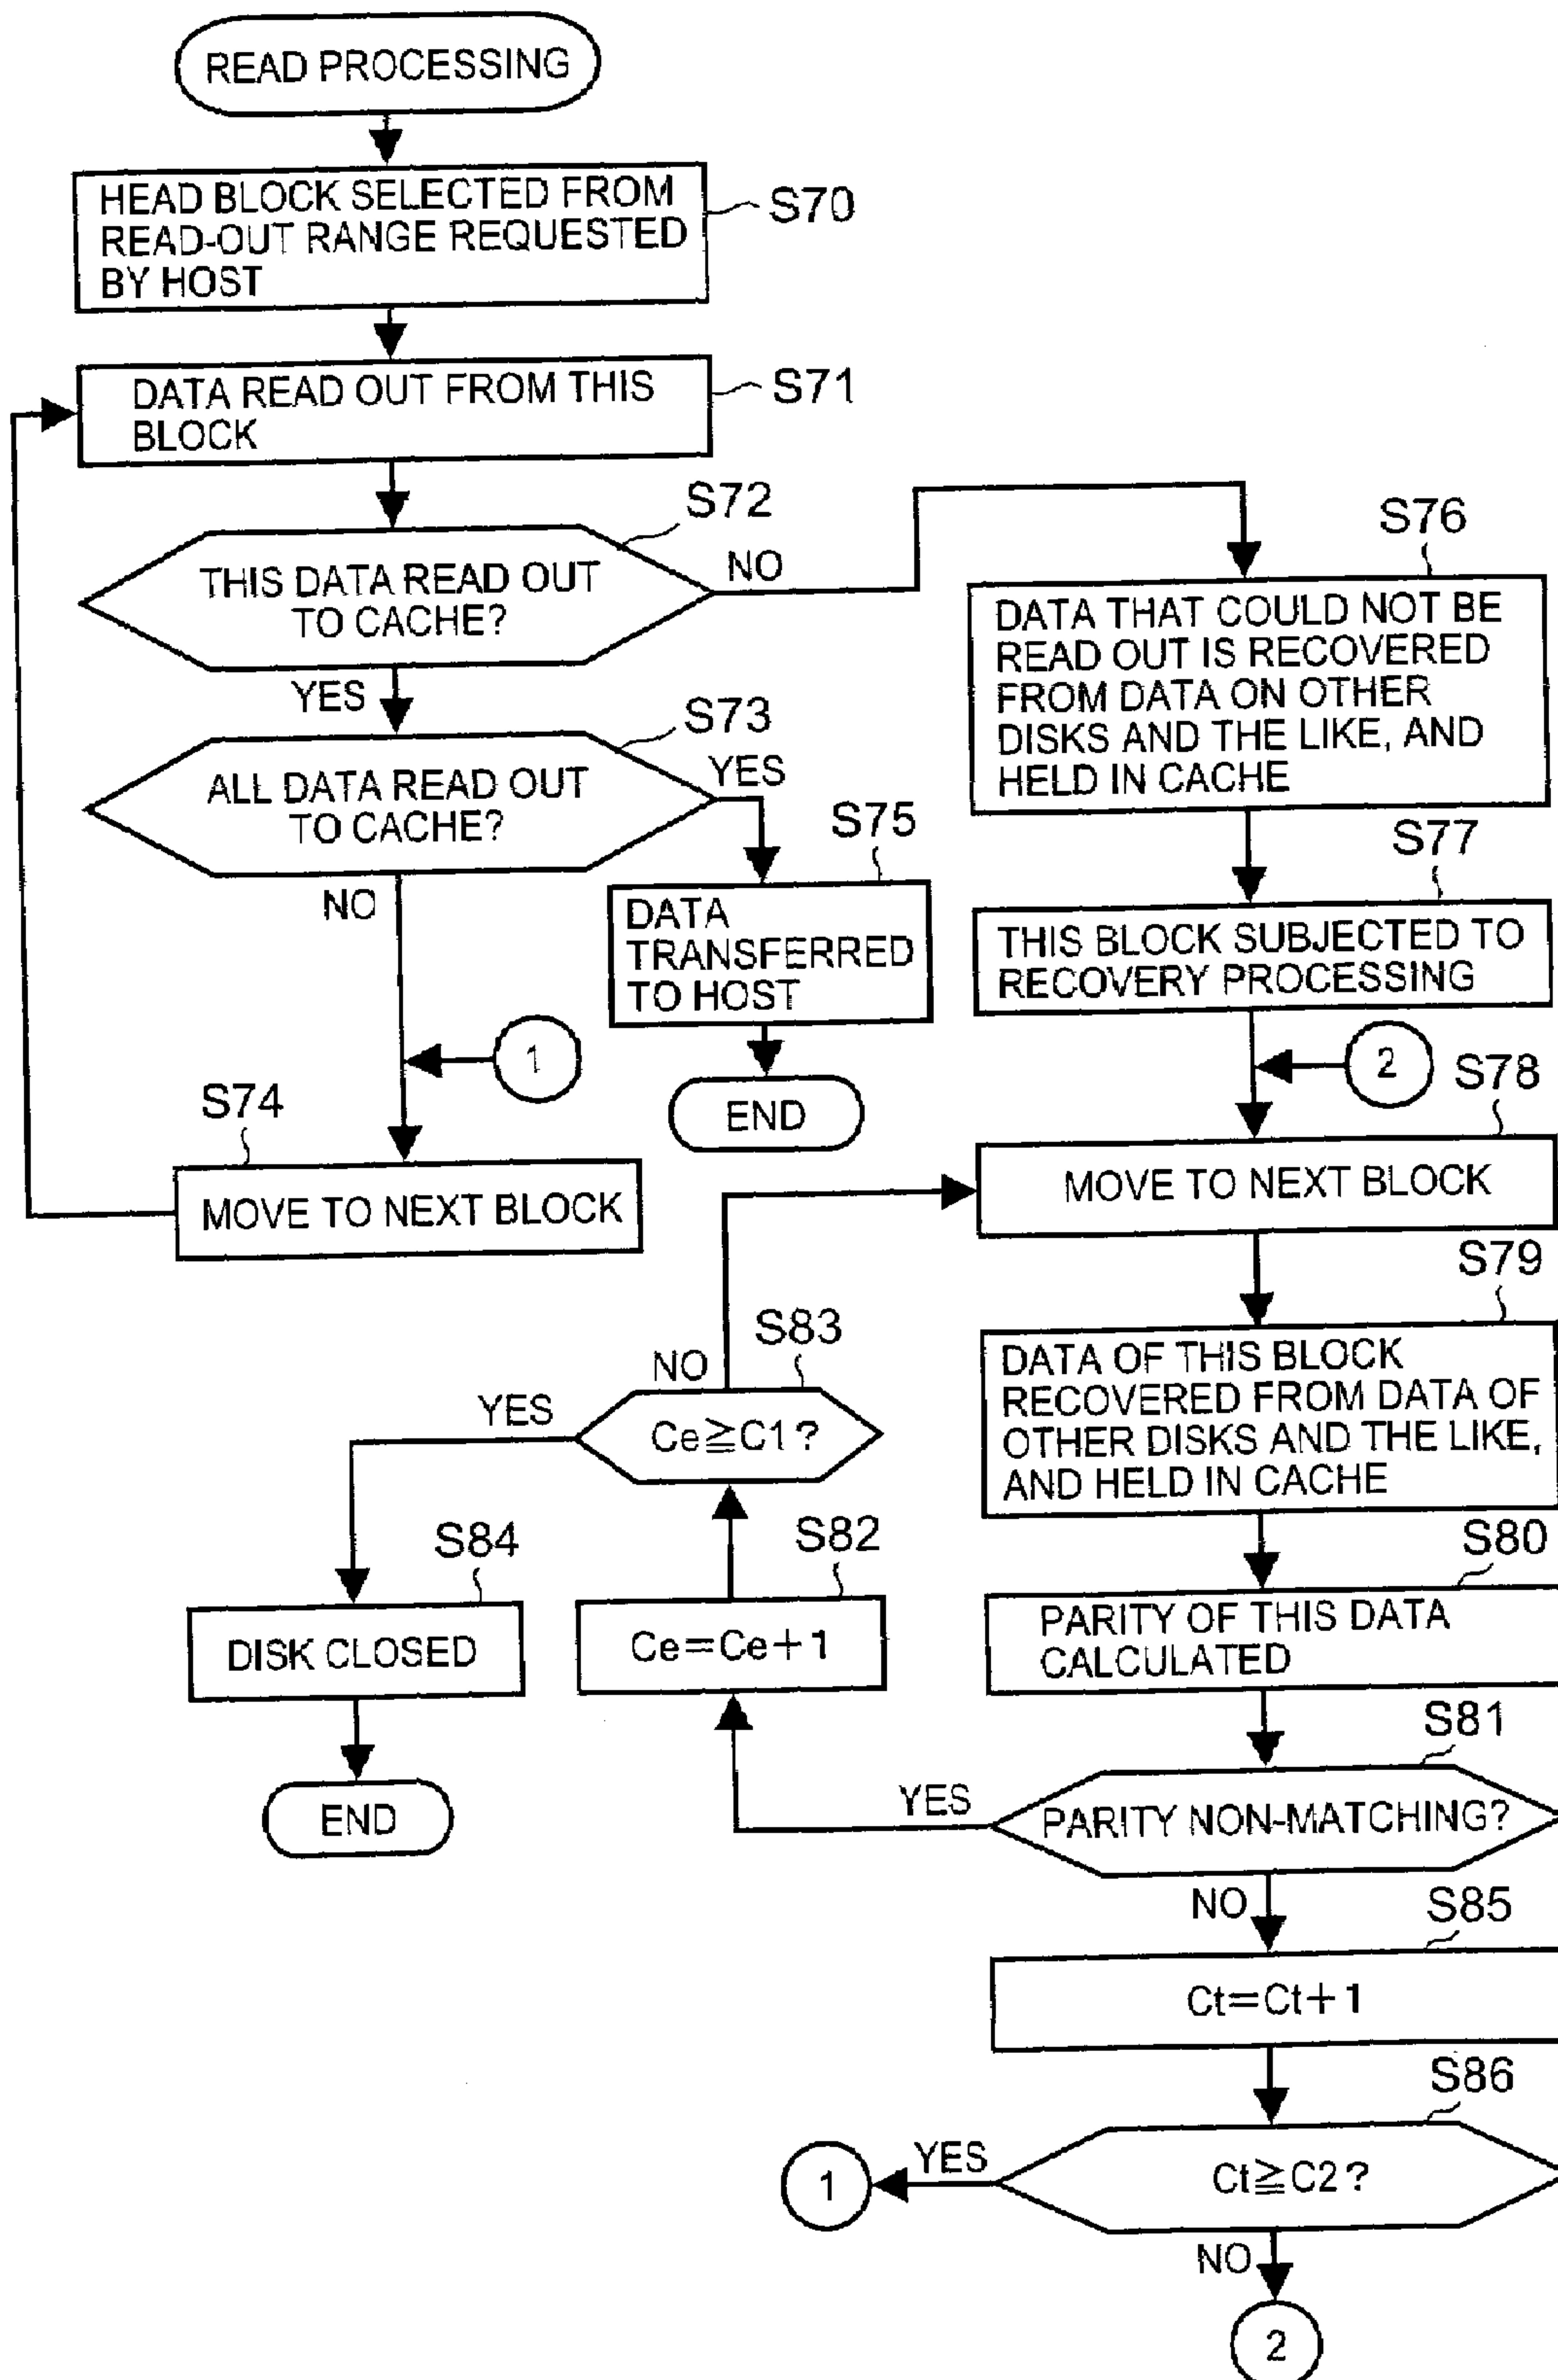 READ PROCESSING
HEAD BLOCK SELECTED FROM
READ-OUT RANGE REQUESTED
BY HOST
S70
DATA READ OUT FROM THIS
BLOCK
S71
S72
THIS DATA READ OUT
TO CACHE?
NO
YES
S73
ALL DATA READ OUT
TO CACHE?
YES
NO
S75
DATA
TRANSFERRED
TO HOST
END
1
S74
MOVE TO NEXT BLOCK
S76
DATA THAT COULD NOT BE
READ OUT IS RECOVERED
FROM DATA ON OTHER
DISKS AND THE LIKE, AND
HELD IN CACHE
S77
THIS BLOCK SUBJECTED TO
RECOVERY PROCESSING
2
S78
MOVE TO NEXT BLOCK
S79
DATA OF THIS BLOCK
RECOVERED FROM DATA OF
OTHER DISKS AND THE LIKE,
AND HELD IN CACHE
S80
PARITY OF THIS DATA
CALCULATED
S81
PARITY NON-MATCHING?
YES
NO
S82
Ce=Ce+1
S83
Ce≧C1?
NO
YES
S84
DISK CLOSED
END
S85
Ct=Ct+1
S86
Ct≧C2?
YES
1
NO
2